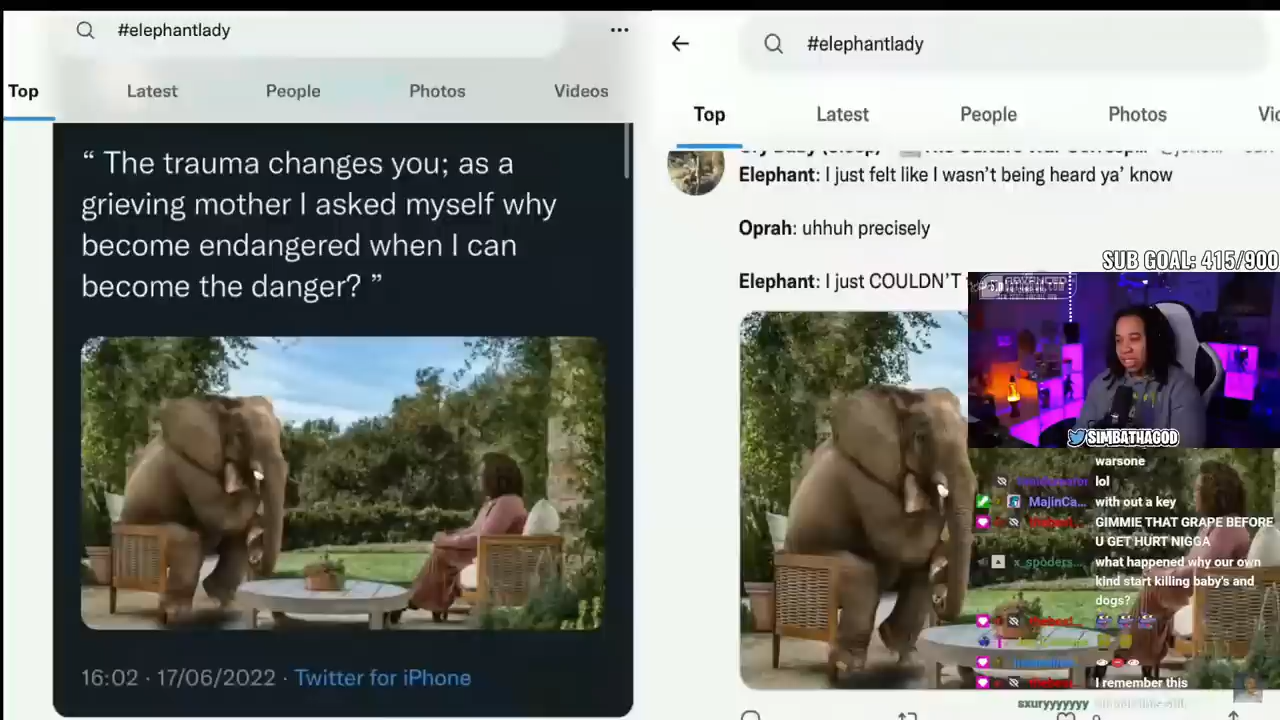 #elephantlady
Top
Latest
People
Photos
Videos
“ The trauma changes you; as a
grieving mother I asked myself why
become endangered when I can
become the danger? ”
16:02 · 17/06/2022 · Twitter for iPhone
#elephantlady
Top
Latest
People
Photos
Elephant: I just felt like I wasn’t being heard ya’ know
Oprah: uhhuh precisely
Elephant: I just COULDN’T
SUB GOAL: 415/900
SIMBATHAGOD
warsone
lol
MajinCa... with out a key
GIMMIE THAT GRAPE BEFORE
U GET HURT NIGGA
x_spoders... what happened why our own
kind start killing baby's and
dogs?
I remember this
sxuryyyyyyy